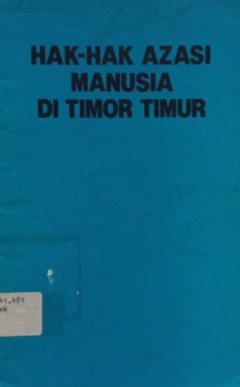 HAK-HAK AZASI
MANUSIA
DI TIMOR TIMUR